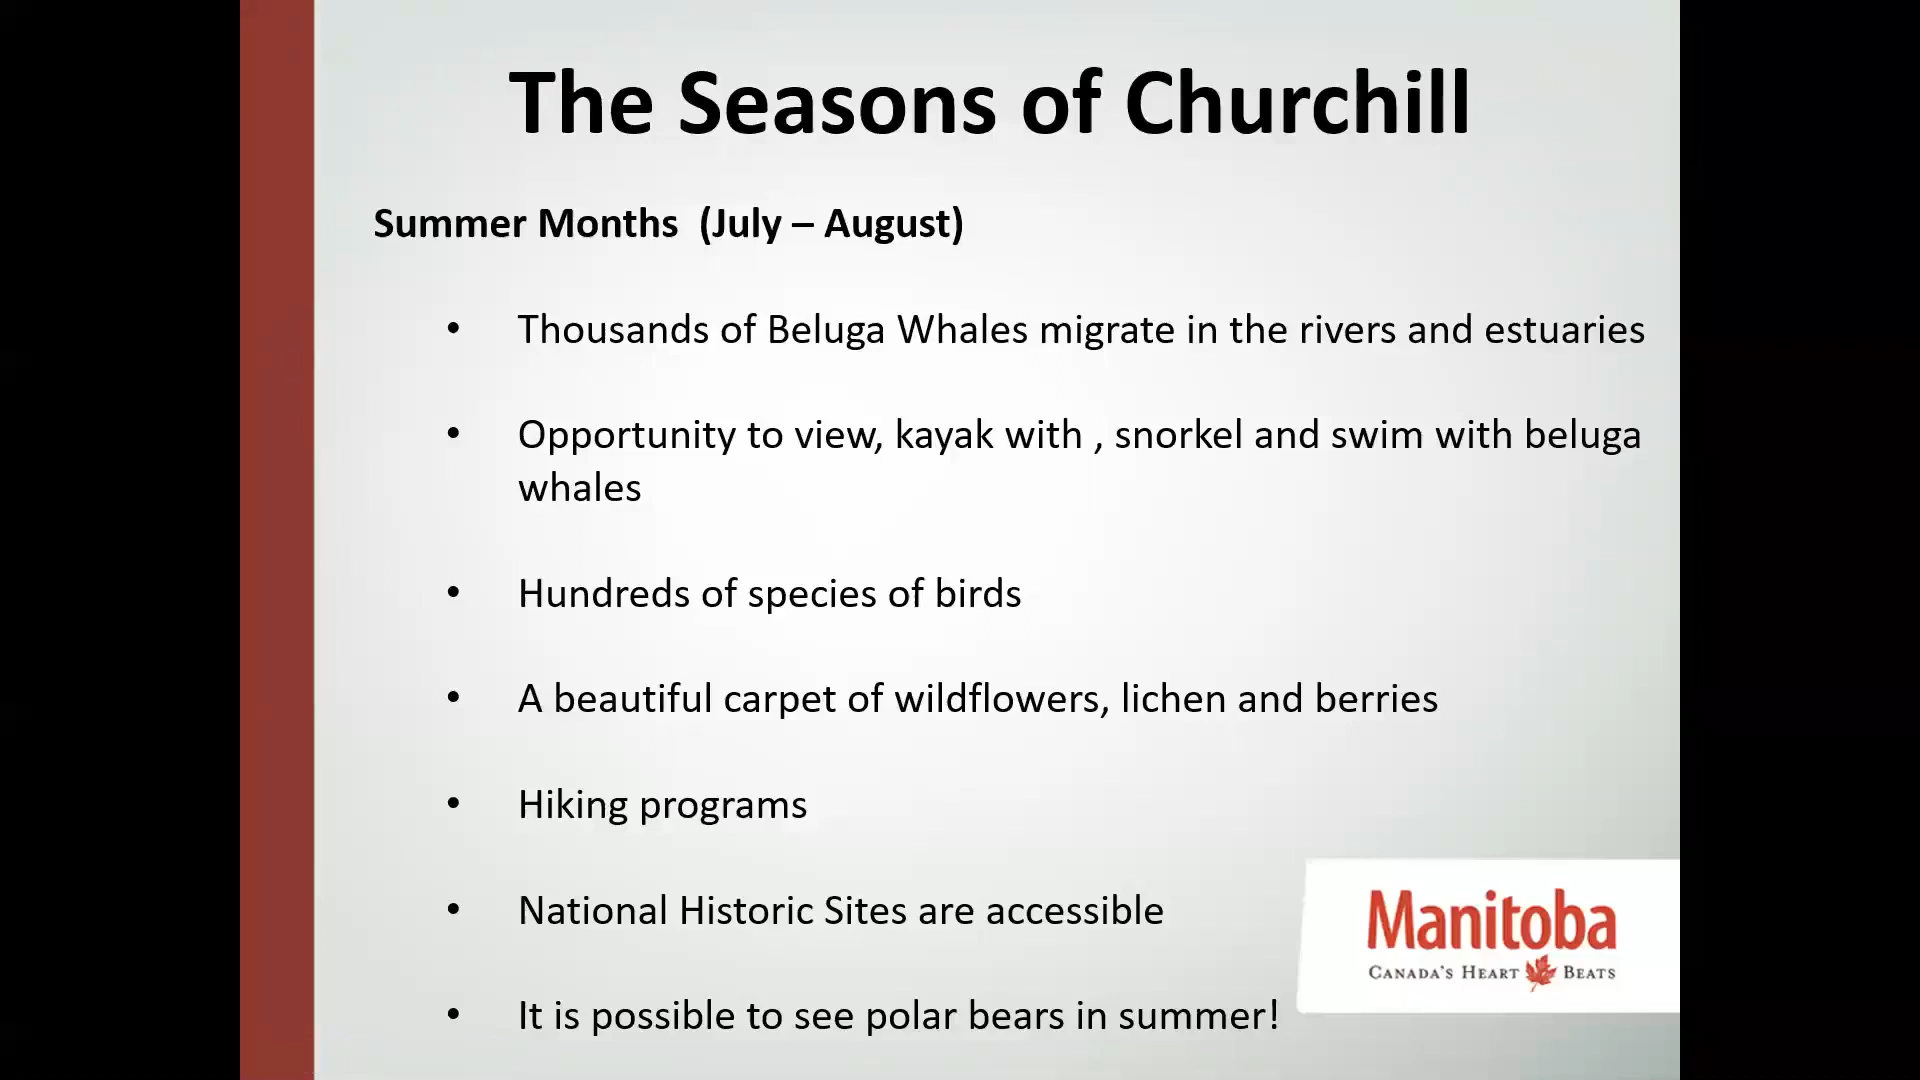 The Seasons of Churchill
Summer Months (July – August)
• Thousands of Beluga Whales migrate in the rivers and estuaries
• Opportunity to view, kayak with , snorkel and swim with beluga
whales
• Hundreds of species of birds
• A beautiful carpet of wildflowers, lichen and berries
• Hiking programs
• National Historic Sites are accessible
• It is possible to see polar bears in summer!
Manitoba
CANADA'S HEART BEATS